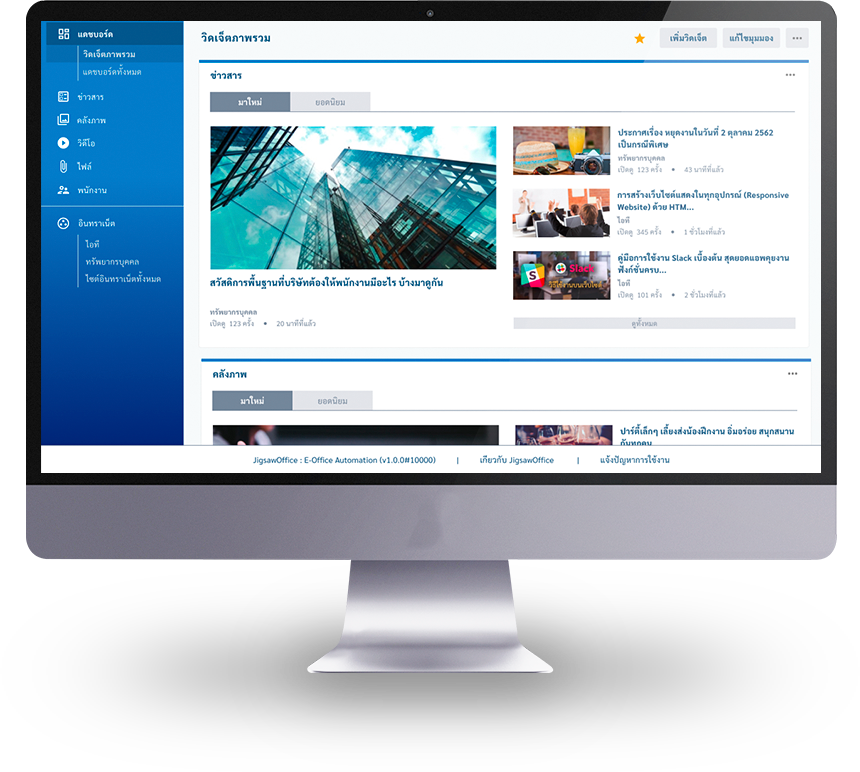 แดชบอร์ด
วิดเจ็ตภาพรวม
แดชบอร์ดทั้งหมด
ข่าวสาร
คลังภาพ
วิดีโอ
ไฟล์
พนักงาน
อินทราเน็ต
ไอที
ทรัพยากรบุคคล
ไซต์อินทราเน็ตทั้งหมด
วิดเจ็ตภาพรวม
เพิ่มวิดเจ็ต
แก้ไขมุมมอง
ข่าวสาร
มาใหม่
ยอดนิยม
สวัสดิการพื้นฐานที่บริษัทต้องให้พนักงานมีอะไร บ้างมาดูกัน
ทรัพยากรบุคคล
เปิดดู 123 ครั้ง • 20 นาทีที่แล้ว
ประกาศเรื่อง หยุดงานในวันที่ 2 ตุลาคม 2562
เป็นกรณีพิเศษ
ทรัพยากรบุคคล
เปิดดู 123 ครั้ง • 43 นาทีที่แล้ว
การสร้างเว็บไซต์แสดงในทุกอุปกรณ์ (Responsive
Website) ด้วย HTM...
ไอที
เปิดดู 345 ครั้ง • 1 ชั่วโมงที่แล้ว
Slack
วิธีใช้งานบนเว็บไซต์
คู่มือการใช้งาน Slack เบื้องต้น สุดยอดแอพคุยงาน
ฟังก์ชั่นครบ...
ไอที
เปิดดู 101 ครั้ง • 2 ชั่วโมงที่แล้ว
ดูทั้งหมด
คลังภาพ
มาใหม่
ยอดนิยม
ปาร์ตี้เล็กๆ เลี้ยงส่งน้องฝึกงาน อิ่มอร่อย สนุกสนาน
กันทุกคน
JigsawOffice : E-Office Automation (v1.0.0#10000) | เกี่ยวกับ JigsawOffice | แจ้งปัญหาการใช้งาน